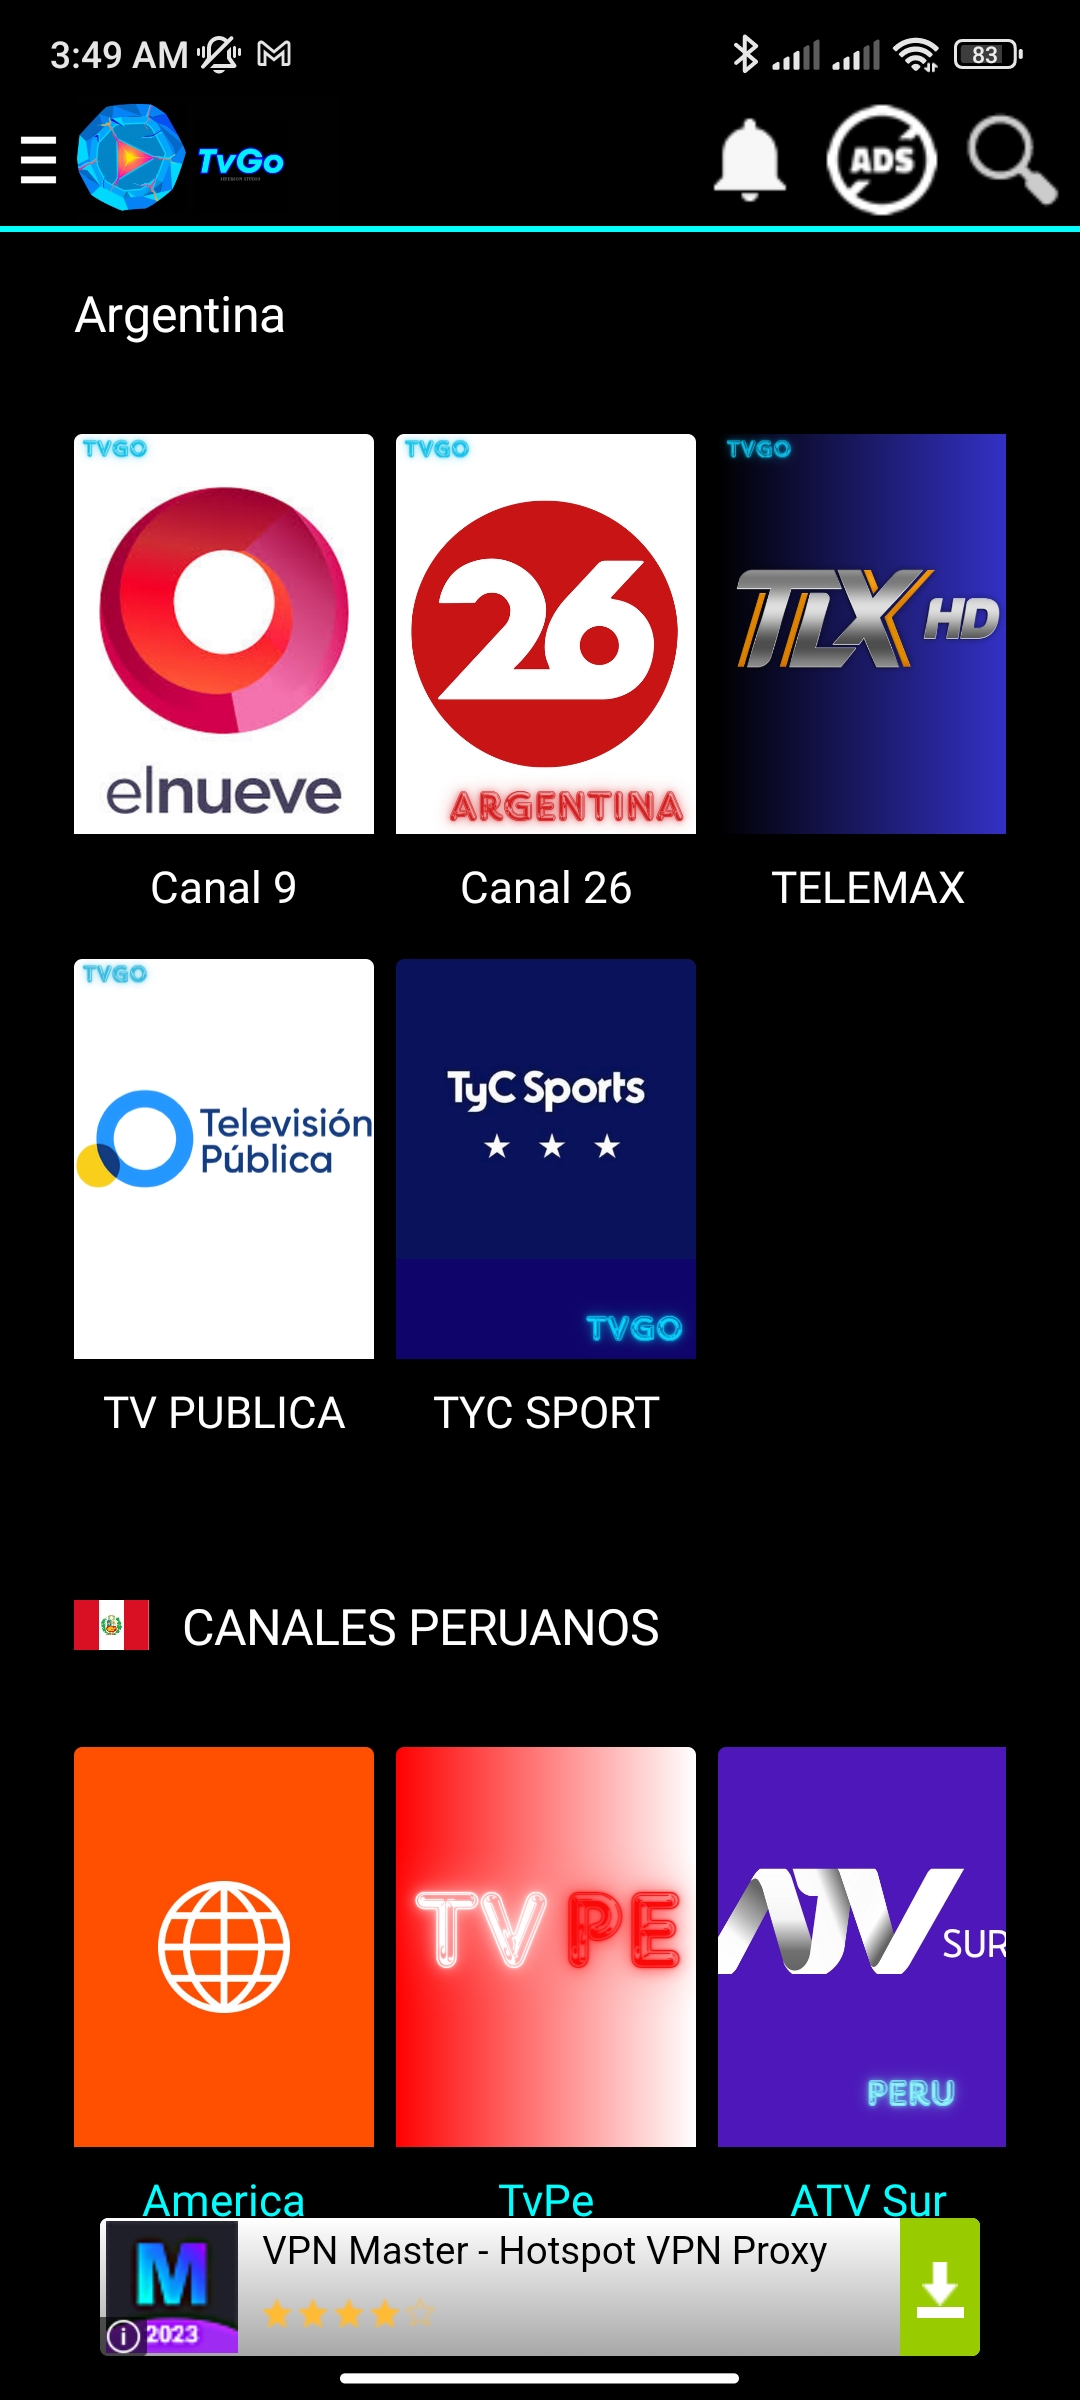 3:49 AM
83
TvGo
ADS
Argentina
TVGO
TVGO
TVGO
26
TLX HD
elnueve
ARGENTINA
Canal 9
Canal 26
TELEMAX
TVGO
Televisión
Pública
TyC Sports
TVGO
TV PUBLICA
TYC SPORT
CANALES PERUANOS
TV PE
ATV SUR
PERU
America
TvPe
ATV Sur
M
2023
VPN Master - Hotspot VPN Proxy